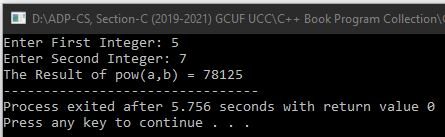 D:\ADP-CS, Section-C (2019-2021) GCUF UCC\C++ Book Program Collection\
Enter First Integer: 5
Enter Second Integer: 7
The Result of pow(a,b) = 78125
--------------------------------
Process exited after 5.756 seconds with return value 0
Press any key to continue . . .